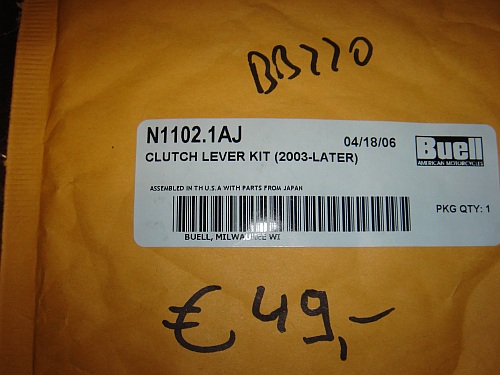 BB770
N1102.1AJ 04/18/06
CLUTCH LEVER KIT (2003-LATER)
Buell
AMERICAN MOTORCYCLES
ASSEMBLED IN TH U.S.A WITH PARTS FROM JAPAN
PKG QTY: 1
BUELL, MILWAUKEE WI
€ 49,-